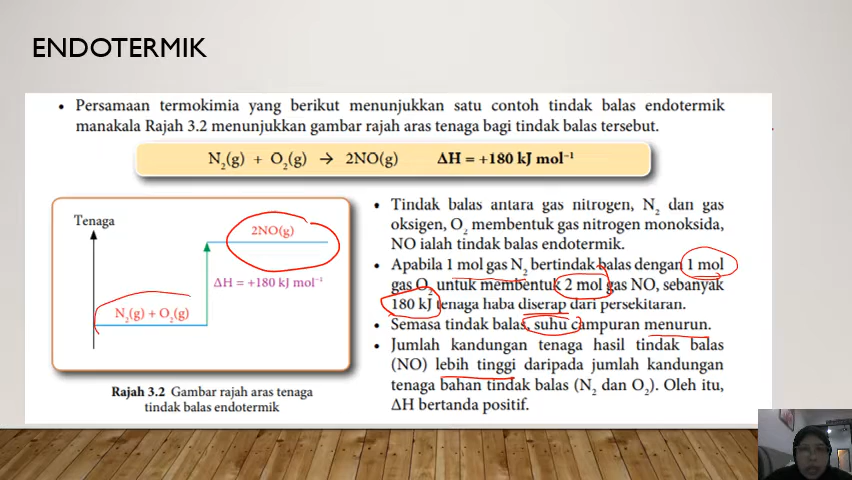 ENDOTERMIK
• Persamaan termokimia yang berikut menunjukkan satu contoh tindak balas endotermik
manakala Rajah 3.2 menunjukkan gambar rajah aras tenaga bagi tindak balas tersebut.
N₂(g) + O₂(g) → 2NO(g) ΔH = +180 kJ mol⁻¹
Tenaga
2NO(g)
ΔH = +180 kJ mol⁻¹
N₂(g) + O₂(g)
Rajah 3.2 Gambar rajah aras tenaga
tindak balas endotermik
• Tindak balas antara gas nitrogen, N₂ dan gas
oksigen, O₂ membentuk gas nitrogen monoksida,
NO ialah tindak balas endotermik.
• Apabila 1 mol gas N₂ bertindak balas dengan 1 mol
gas O₂ untuk membentuk 2 mol gas NO, sebanyak
180 kJ tenaga haba diserap dari persekitaran.
• Semasa tindak balas, suhu campuran menurun.
• Jumlah kandungan tenaga hasil tindak balas
(NO) lebih tinggi daripada jumlah kandungan
tenaga bahan tindak balas (N₂ dan O₂). Oleh itu,
ΔH bertanda positif.